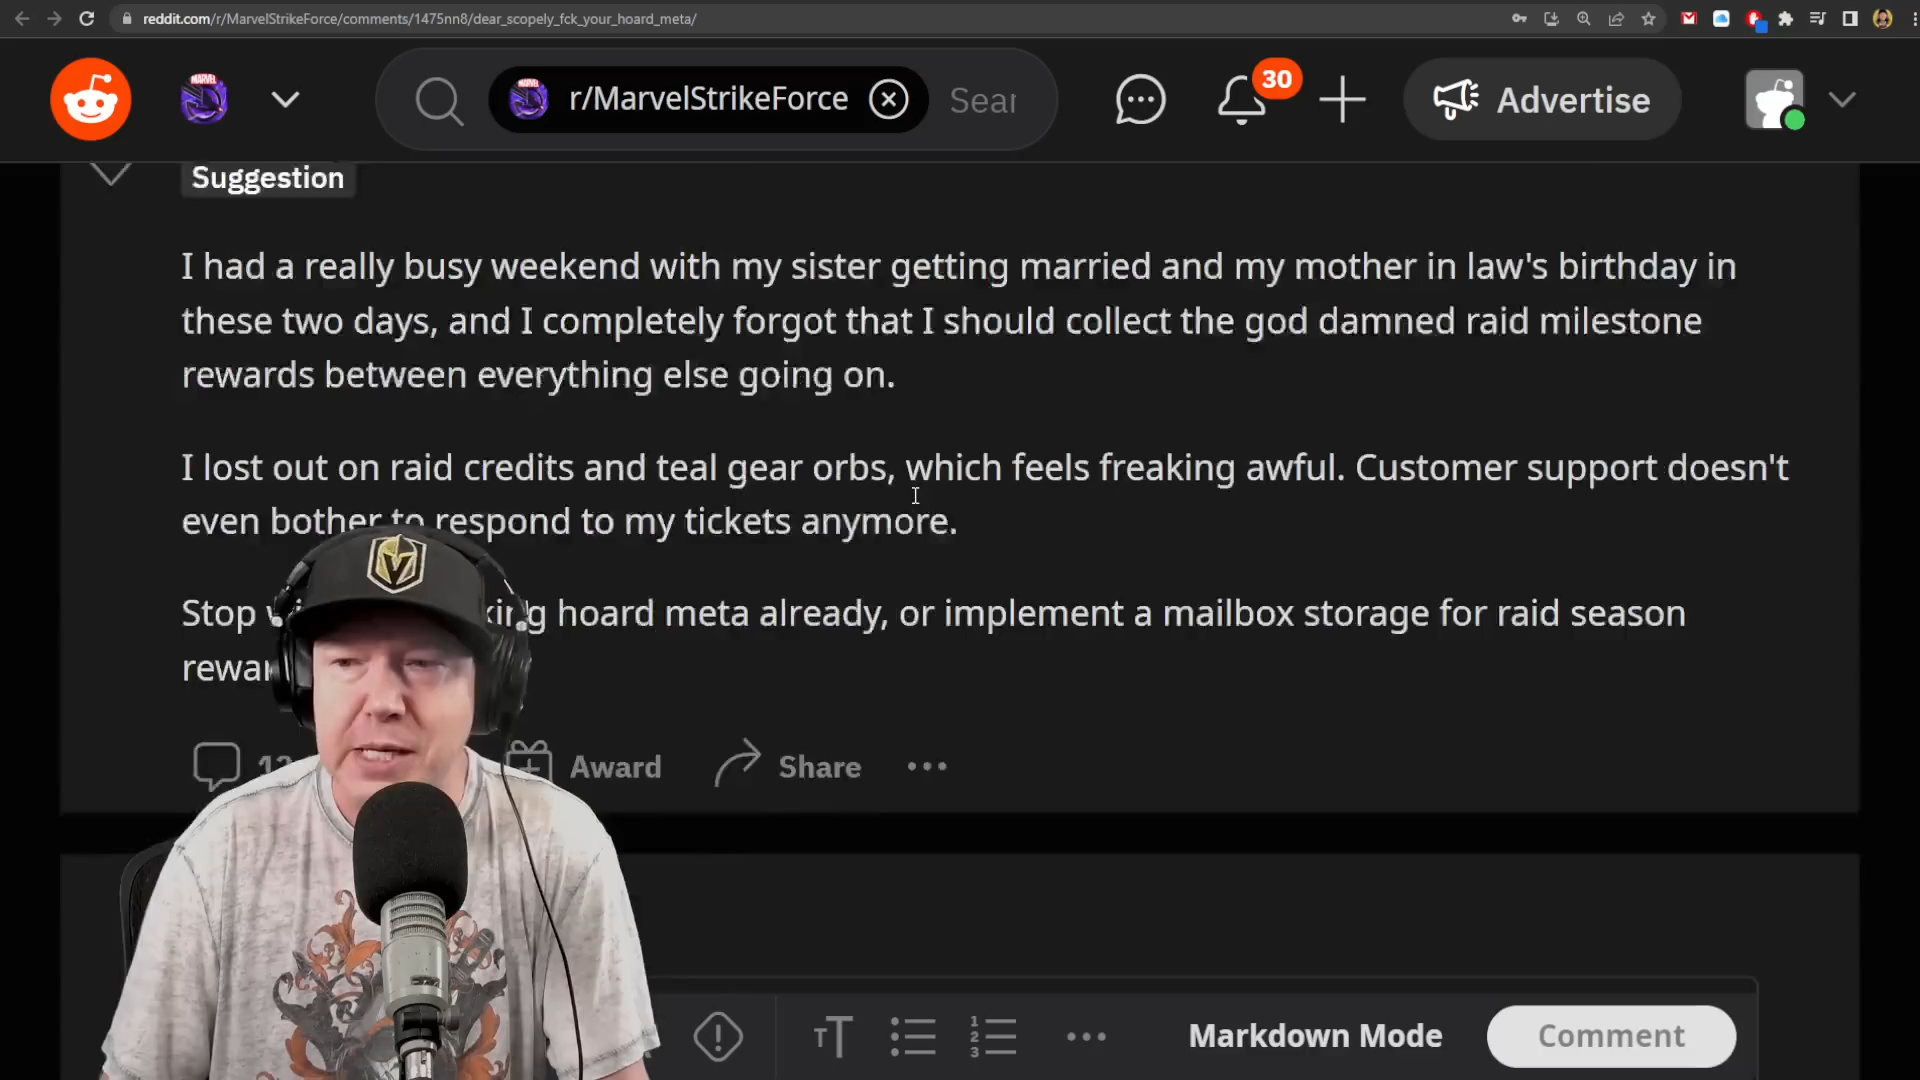 reddit.com/r/MarvelStrikeForce/comments/1475nn8/dear_scopely_fck_your_hoard_meta/
MARVEL
r/MarvelStrikeForce
Sear
30
Advertise
Suggestion
I had a really busy weekend with my sister getting married and my mother in law's birthday in
these two days, and I completely forgot that I should collect the god damned raid milestone
rewards between everything else going on.
I lost out on raid credits and teal gear orbs, which feels freaking awful. Customer support doesn't
even bother to respond to my tickets anymore.
Stop hoard meta already, or implement a mailbox storage for raid season
Award
Share
Markdown Mode
Comment